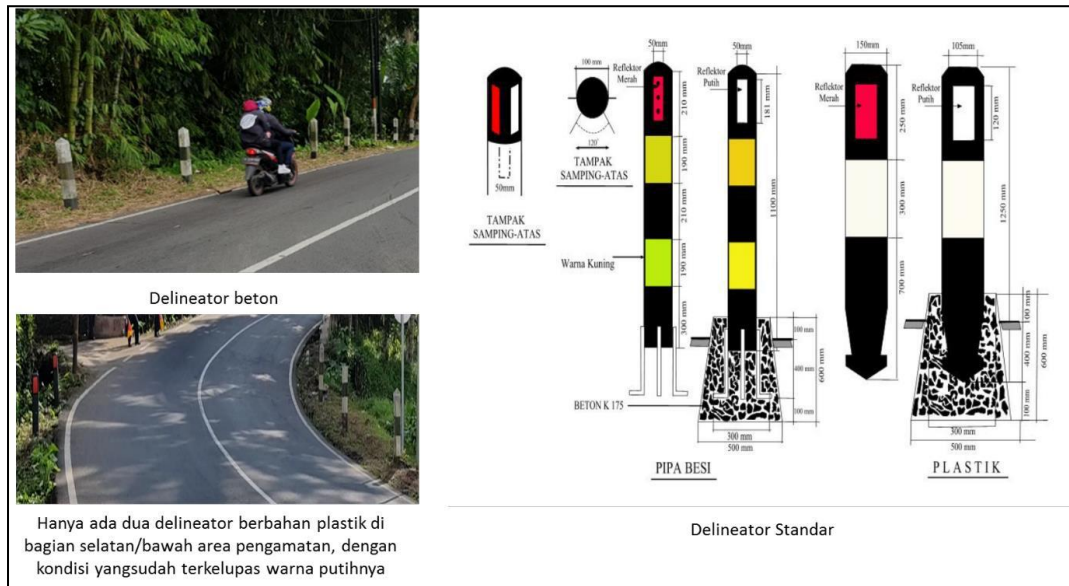 Delineator beton
Hanya ada dua delineator berbahan plastik di
bagian selatan/bawah area pengamatan, dengan
kondisi yangsudah terkelupas warna putihnya
50mm
TAMPAK
SAMPING-ATAS
100 mm
120°
TAMPAK
SAMPING-ATAS
50mm
Reflektor
Merah
210 mm
190 mm
210 mm
190 mm
300 mm
Warna Kuning
BETON K 175
50mm
Reflektor
Putih
181 mm
1100 mm
100 mm
400 mm
100 mm
600 mm
300 mm
500 mm
PIPA BESI
150mm
Reflektor
Merah
250 mm
300 mm
700 mm
105mm
Reflektor
Putih
120 mm
1250 mm
100 mm
400 mm
100 mm
600 mm
300 mm
500 mm
PLASTIK
Delineator Standar